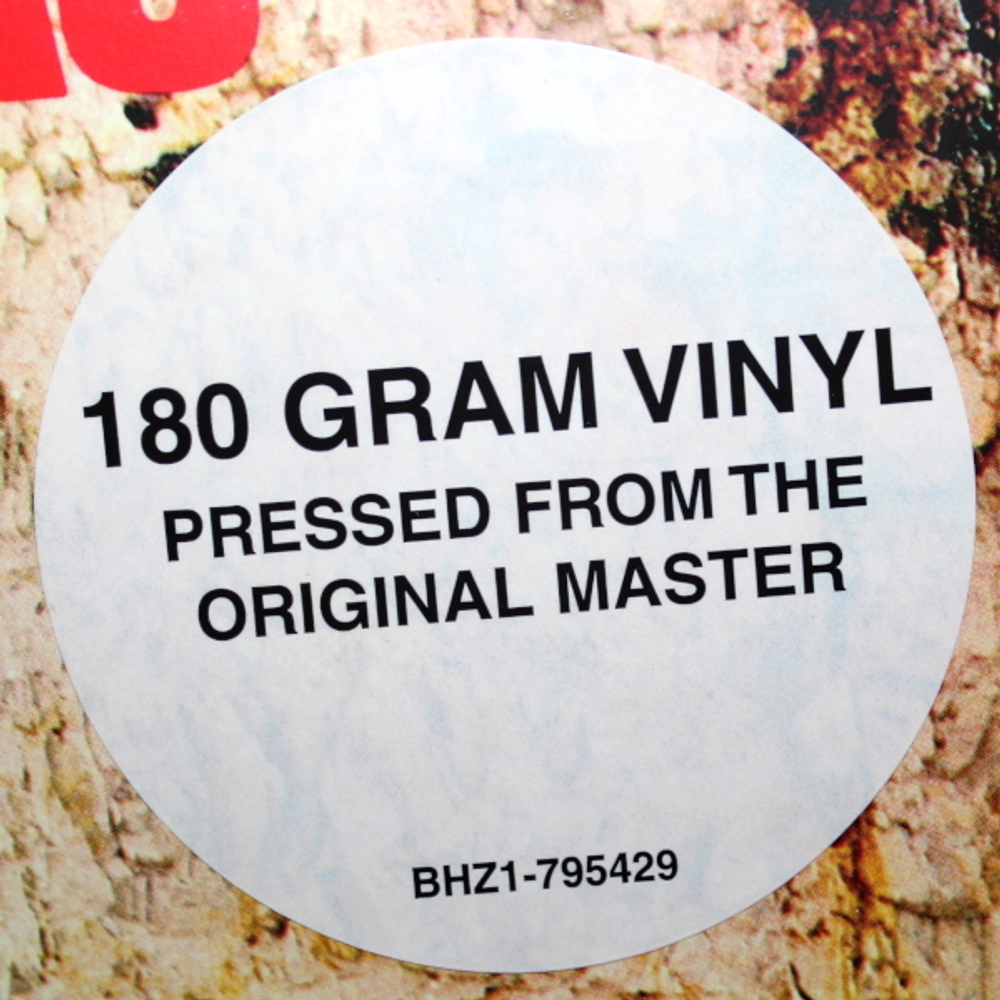 180 GRAM VINYL
PRESSED FROM THE
ORIGINAL MASTER
BHZ1-795429